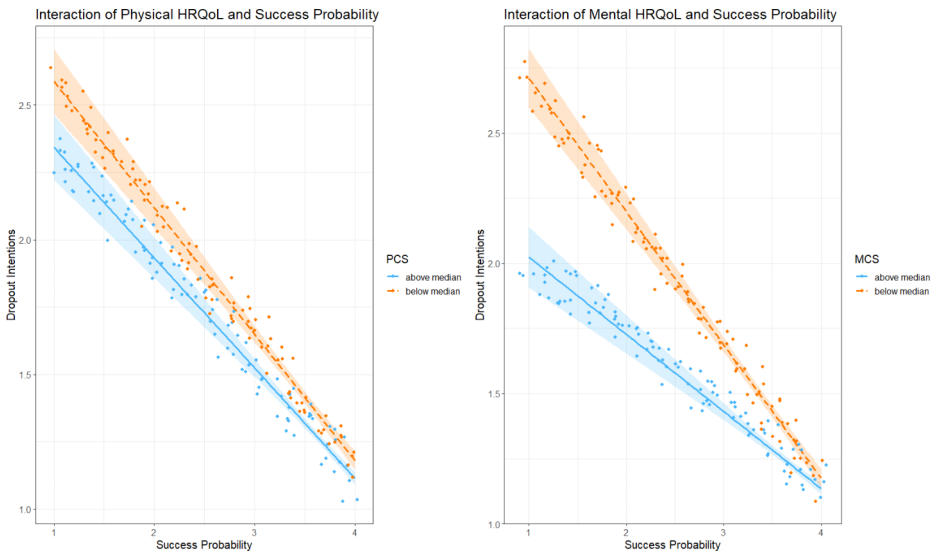 Interaction of Physical HRQoL and Success Probability
Dropout Intentions
2.5
2.0
1.5
1.0
1
2
3
4
Success Probability
PCS
above median
below median
Interaction of Mental HRQoL and Success Probability
Dropout Intentions
2.5
2.0
1.5
1.0
1
2
3
4
Success Probability
MCS
above median
below median